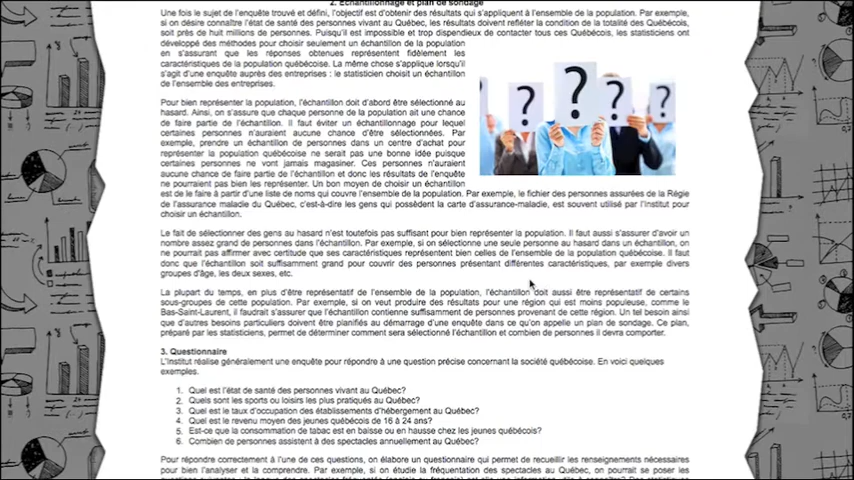 2. Échantillonnage et plan de sondage
Une fois le sujet de l'enquête trouvé et défini, l'objectif est d'obtenir des résultats qui s'appliquent à l'ensemble de la population. Par exemple,
si on désire connaître l'état de santé des personnes vivant au Québec, les résultats doivent refléter la condition de la totalité des Québécois,
soit près de huit millions de personnes. Puisqu'il est impossible et trop dispendieux de contacter tous ces Québécois, les statisticiens ont
développé des méthodes pour choisir seulement un échantillon de la population
en s'assurant que les réponses obtenues représentent fidèlement les
caractéristiques de la population québécoise. La même chose s'applique lorsqu'il
s'agit d'une enquête auprès des entreprises : le statisticien choisit un échantillon
de l'ensemble des entreprises.
? ? ? ?
Pour bien représenter la population, l'échantillon doit d'abord être sélectionné au
hasard. Ainsi, on s'assure que chaque personne de la population ait une chance
de faire partie de l'échantillon. Il faut éviter un échantillonnage pour lequel
certaines personnes n'auraient aucune chance d'être sélectionnées. Par
exemple, prendre un échantillon de personnes dans un centre d'achat pour
représenter la population québécoise ne serait pas une bonne idée puisque
certaines personnes ne vont jamais magasiner. Ces personnes n'auraient
aucune chance de faire partie de l'échantillon et donc les résultats de l'enquête
ne pourraient pas bien les représenter. Un bon moyen de choisir un échantillon
est de le faire à partir d'une liste de noms qui couvre l'ensemble de la population. Par exemple, le fichier des personnes assurées de la Régie
de l'assurance maladie du Québec, c'est-à-dire les gens qui possèdent la carte d'assurance-maladie, est souvent utilisé par l'Institut pour
choisir un échantillon.
Le fait de sélectionner des gens au hasard n'est toutefois pas suffisant pour bien représenter la population. Il faut aussi s'assurer d'avoir un
nombre assez grand de personnes dans l'échantillon. Par exemple, si on sélectionne une seule personne au hasard dans un échantillon, on
ne pourrait pas affirmer avec certitude que ses caractéristiques représentent bien celles de l'ensemble de la population québécoise. Il faut
donc que l'échantillon soit suffisamment grand pour couvrir des personnes présentant différentes caractéristiques, par exemple divers
groupes d'âge, les deux sexes, etc.
La plupart du temps, en plus d'être représentatif de l'ensemble de la population, l'échantillon doit aussi être représentatif de certains
sous-groupes de cette population. Par exemple, si on veut produire des résultats pour une région qui est moins populeuse, comme le
Bas-Saint-Laurent, il faudrait s'assurer que l'échantillon contienne suffisamment de personnes provenant de cette région. Un tel besoin ainsi
que d'autres besoins particuliers doivent être planifiés au démarrage d'une enquête dans ce qu'on appelle un plan de sondage. Ce plan,
préparé par les statisticiens, permet de déterminer comment sera sélectionné l'échantillon et combien de personnes il devra comporter.
3. Questionnaire
L'Institut réalise généralement une enquête pour répondre à une question précise concernant la société québécoise. En voici quelques
exemples.
1. Quel est l'état de santé des personnes vivant au Québec?
2. Quels sont les sports ou loisirs les plus pratiqués au Québec?
3. Quel est le taux d'occupation des établissements d'hébergement au Québec?
4. Quel est le revenu moyen des jeunes québécois de 16 à 24 ans?
5. Est-ce que la consommation de tabac est en baisse ou en hausse chez les jeunes québécois?
6. Combien de personnes assistent à des spectacles annuellement au Québec?
Pour répondre correctement à l'une de ces questions, on élabore un questionnaire qui permet de recueillir les renseignements nécessaires
pour bien l'analyser et la comprendre. Par exemple, si on étudie la fréquentation des spectacles au Québec, on pourrait se poser les